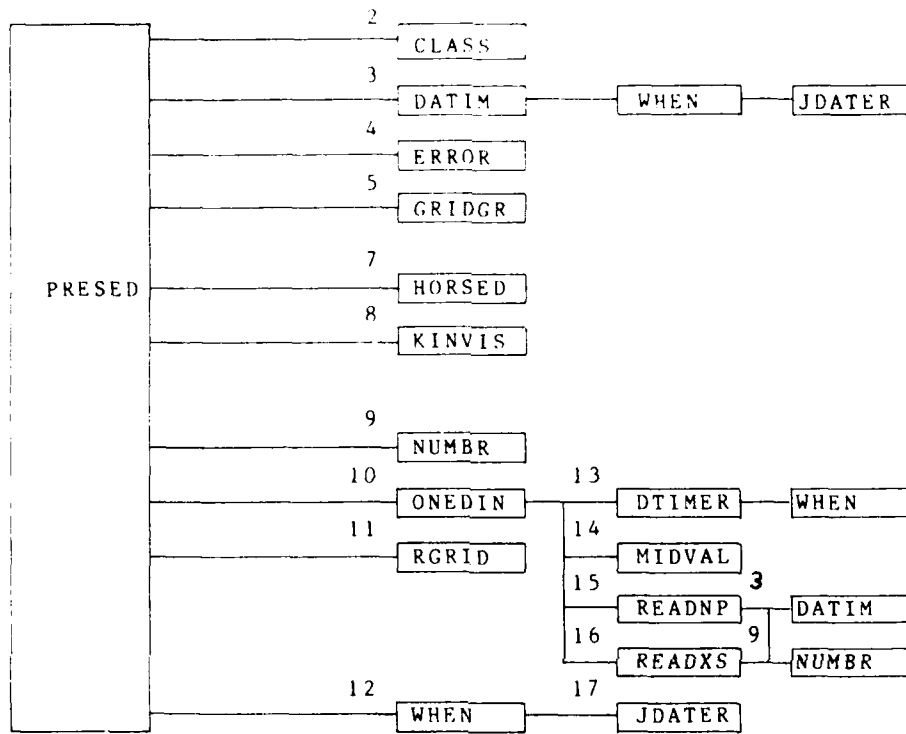 2
CLASS
3
DATIM WHEN JDATER
4
ERROR
5
GRIDGR
7
PRESED HORSED
8
KINVIS
9
NUMBR
10 13
ONEDIN DTIMER WHEN
11 14
RGRID MIDVAL
15 3
READNP DATIM
16 9
READXS NUMBR
12 17
WHEN JDATER